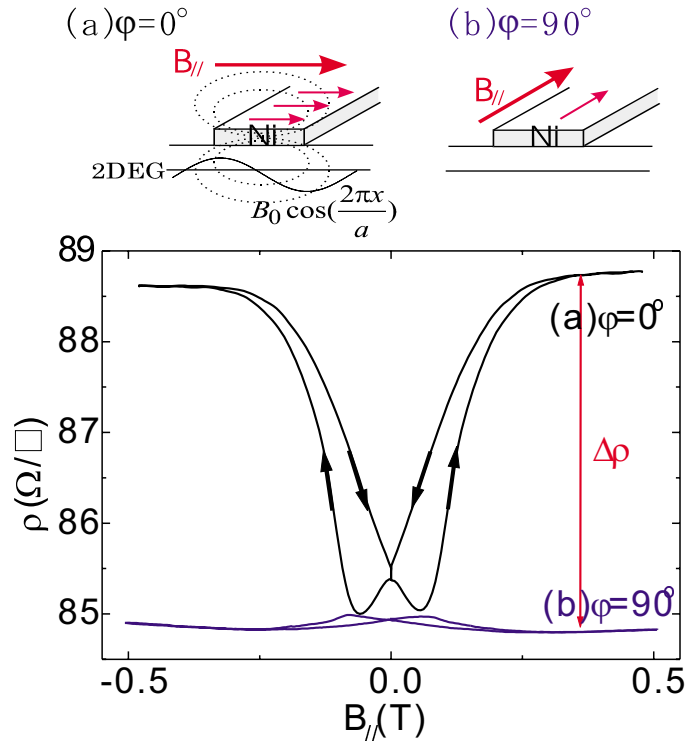 (a)φ=0° (b)φ=90°
B// B//
Ni Ni
2DEG
B₀ cos(2πx/a)
89
88
87
86
85
ρ(Ω/□)
(a)φ=0°
Δρ
(b)φ=90°
-0.5 0.0 0.5
B//(T)